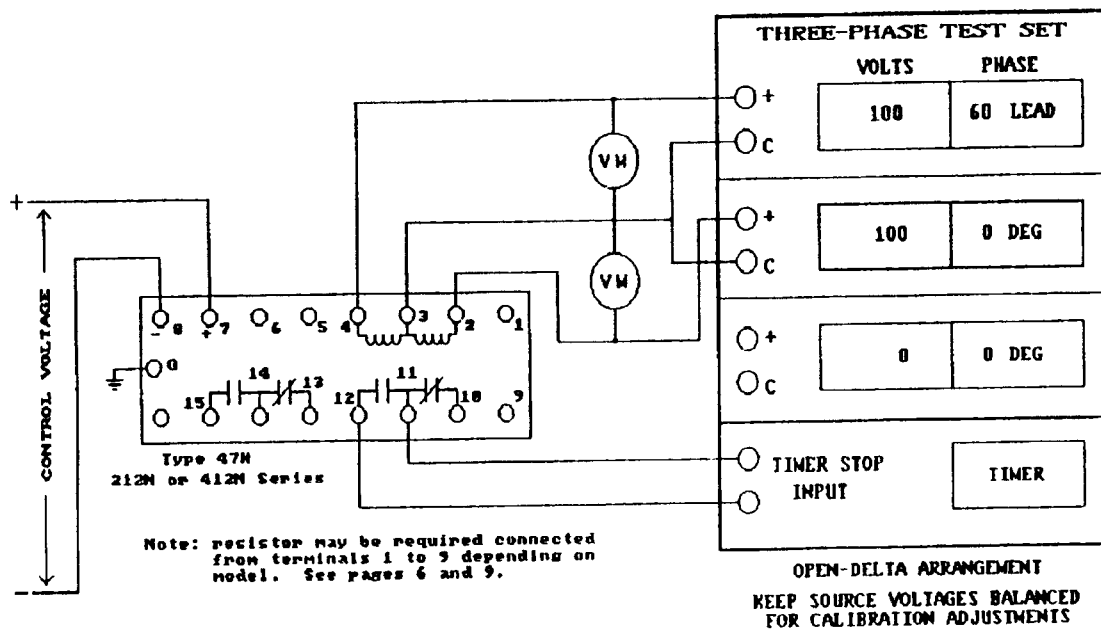 THREE-PHASE TEST SET
VOLTS PHASE
+
100 60 LEAD
C
VM
+
100 0 DEG
C
VM
+
0 0 DEG
C
TIMER STOP
INPUT
TIMER
OPEN-DELTA ARRANGEMENT
KEEP SOURCE VOLTAGES BALANCED
FOR CALIBRATION ADJUSTMENTS
+
CONTROL VOLTAGE
-
- 8 + 7 6 5 4 3 2 1
G
15 14 13 12 11 10 9
Type 47N
212N or 412N Series
Note: resistor may be required connected
from terminals 1 to 9 depending on
model. See pages 6 and 9.